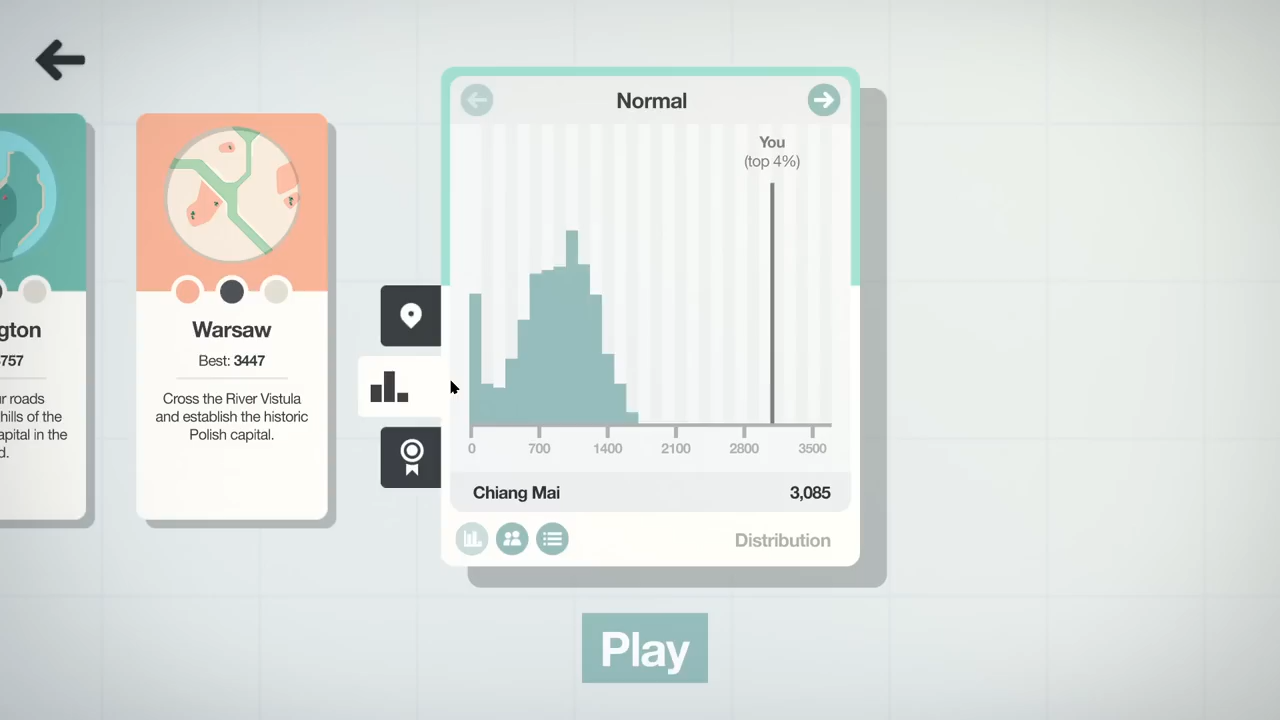 Normal
You
(top 4%)
0 700 1400 2100 2800 3500
Chiang Mai 3,085
Distribution
gton
757
ur roads
hills of the
apital in the
d.
Warsaw
Best: 3447
Cross the River Vistula
and establish the historic
Polish capital.
Play